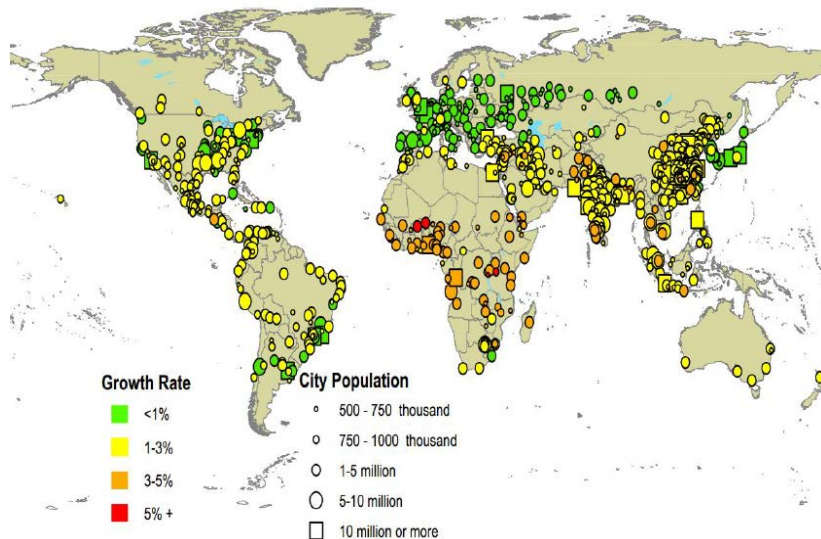 Growth Rate
<1%
1-3%
3-5%
5% +
City Population
500 - 750 thousand
750 - 1000 thousand
1-5 million
5-10 million
10 million or more